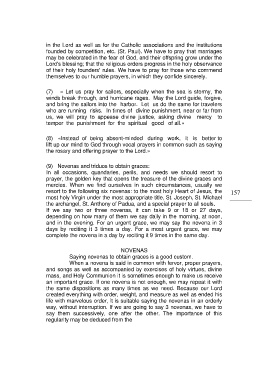 in the Lord as well as for the Catholic associations and the institutions
founded by competition, etc. (St. Paul). We have to pray that marriages
may be celebrated in the fear of God, and their offspring grow under the
Lord's blessing; that the religious orders progress in the holy observance
of their holy founders' rules. We have to pray for those who commend
themselves to our humble prayers, in which they confide sincerely.
(7) « Let us pray for sailors, especially when the sea is stormy, the
winds break through, and hurricane rages. May the Lord guide, forgive,
and bring the sailors into the harbor. Let us do the same for travelers
who are running risks. In times of divine punishment, near or far from
us, we will pray to appease divine justice, asking divine mercy to
temper the punishment for the spiritual good of all.»
(8) «Instead of being absent-minded during work, it is better to
lift up our mind to God through vocal prayers in common such as saying
the rosary and offering prayer to the Lord.»
(9) Novenas and triduos to obtain graces:
In all occasions, quandaries, perils, and needs we should resort to
prayer, the golden key that opens the treasure of the divine graces and
mercies. When we find ourselves in such circumstances, usually we
resort to the following six novenas: to the most holy Heart of Jesus, the
most holy Virgin under the most appropriate title, St. Joseph, St. Michael
the archangel, St. Anthony of Padua, and a special prayer to all souls.
If we say two or three novenas, it can take 9 or 18 or 27 days,
depending on how many of them we say daily in the morning, at noon,
and in the evening. For an urgent grace, we may say the novena in 3
days by reciting it 3 times a day. For a most urgent grace, we may
complete the novena in a day by reciting it 9 times in the same day.
157
NOVENAS
Saying novenas to obtain graces is a good custom.
When a novena is said in common with fervor, proper prayers,
and songs as well as accompanied by exercises of holy virtues, divine
mass, and Holy Communion it is sometimes enough to make us receive
an important grace. If one novena is not enough, we may repeat it with
the same dispositions as many times as we need. Because our Lord
created everything with order, weight, and measure as well as ended his
life with marvelous order, it is suitable saying the novenas in an orderly
way, without interruption. If we are going to say 3 novenas, we have to
say them successively, one after the other. The importance of this
regularity may be deduced from the